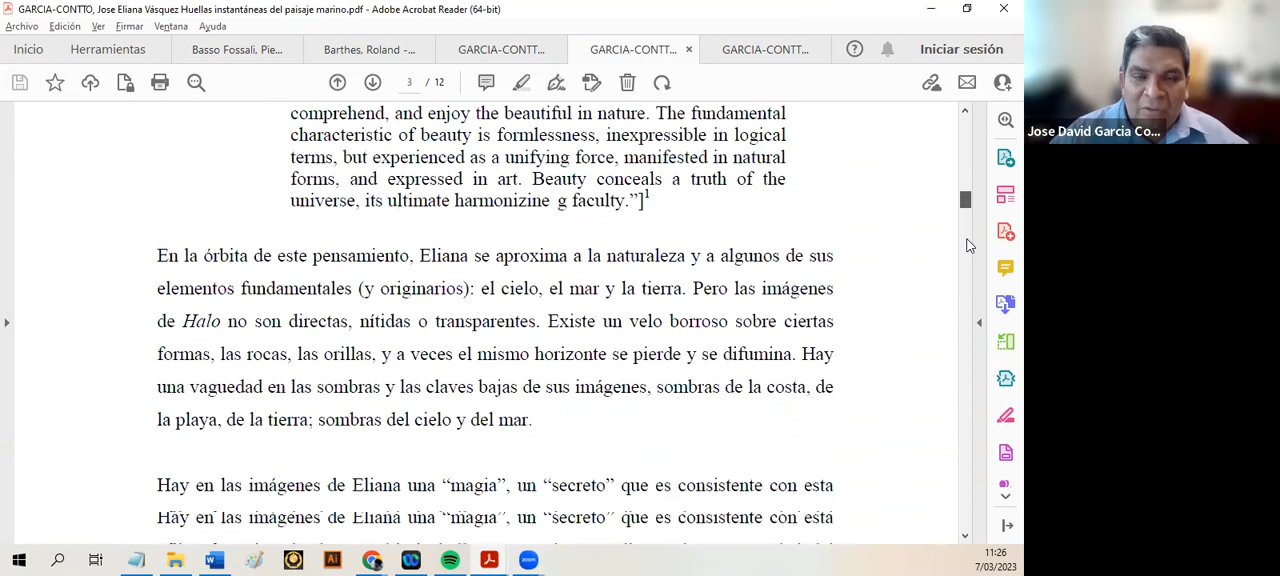 GARCIA-CONTTO, Jose Eliana Vásquez Huellas instantáneas del paisaje marino.pdf - Adobe Acrobat Reader (64-bit)
Archivo Edición Ver Firmar Ventana Ayuda
Inicio Herramientas Basso Fossali, Pie... Barthes, Roland -... GARCIA-CONTT... GARCIA-CONTT... × GARCIA-CONTT... Iniciar sesión
3 / 12
comprehend, and enjoy the beautiful in nature. The fundamental
characteristic of beauty is formlessness, inexpressible in logical
terms, but experienced as a unifying force, manifested in natural
forms, and expressed in art. Beauty conceals a truth of the
universe, its ultimate harmonizine g faculty.”]1
En la órbita de este pensamiento, Eliana se aproxima a la naturaleza y a algunos de sus
elementos fundamentales (y originarios): el cielo, el mar y la tierra. Pero las imágenes
de Halo no son directas, nítidas o transparentes. Existe un velo borroso sobre ciertas
formas, las rocas, las orillas, y a veces el mismo horizonte se pierde y se difumina. Hay
una vaguedad en las sombras y las claves bajas de sus imágenes, sombras de la costa, de
la playa, de la tierra; sombras del cielo y del mar.
Hay en las imágenes de Eliana una “magia”, un “secreto” que es consistente con esta
Hay en las imágenes de Eliana una “magia”, un “secreto” que es consistente con esta
Jose David Garcia Co...
Ai
zoom
11:26
7/03/2023